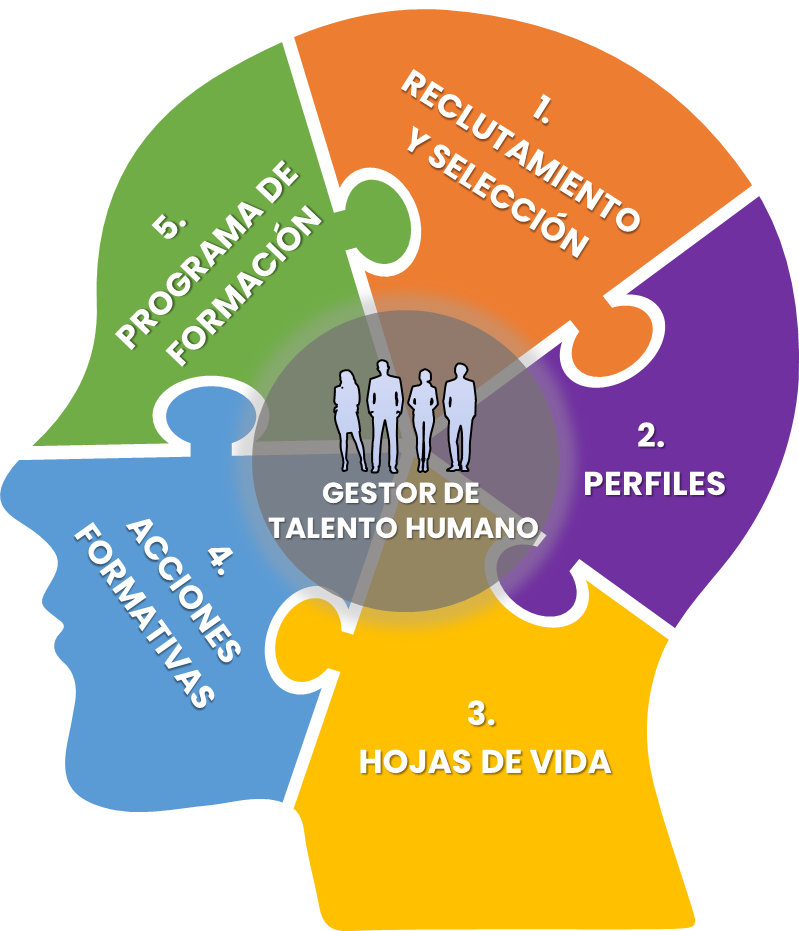 1.
RECLUTAMIENTO
Y SELECCIÓN
2.
PERFILES
3.
HOJAS DE VIDA
4.
ACCIONES
FORMATIVAS
5.
PROGRAMA DE
FORMACIÓN
GESTOR DE
TALENTO HUMANO